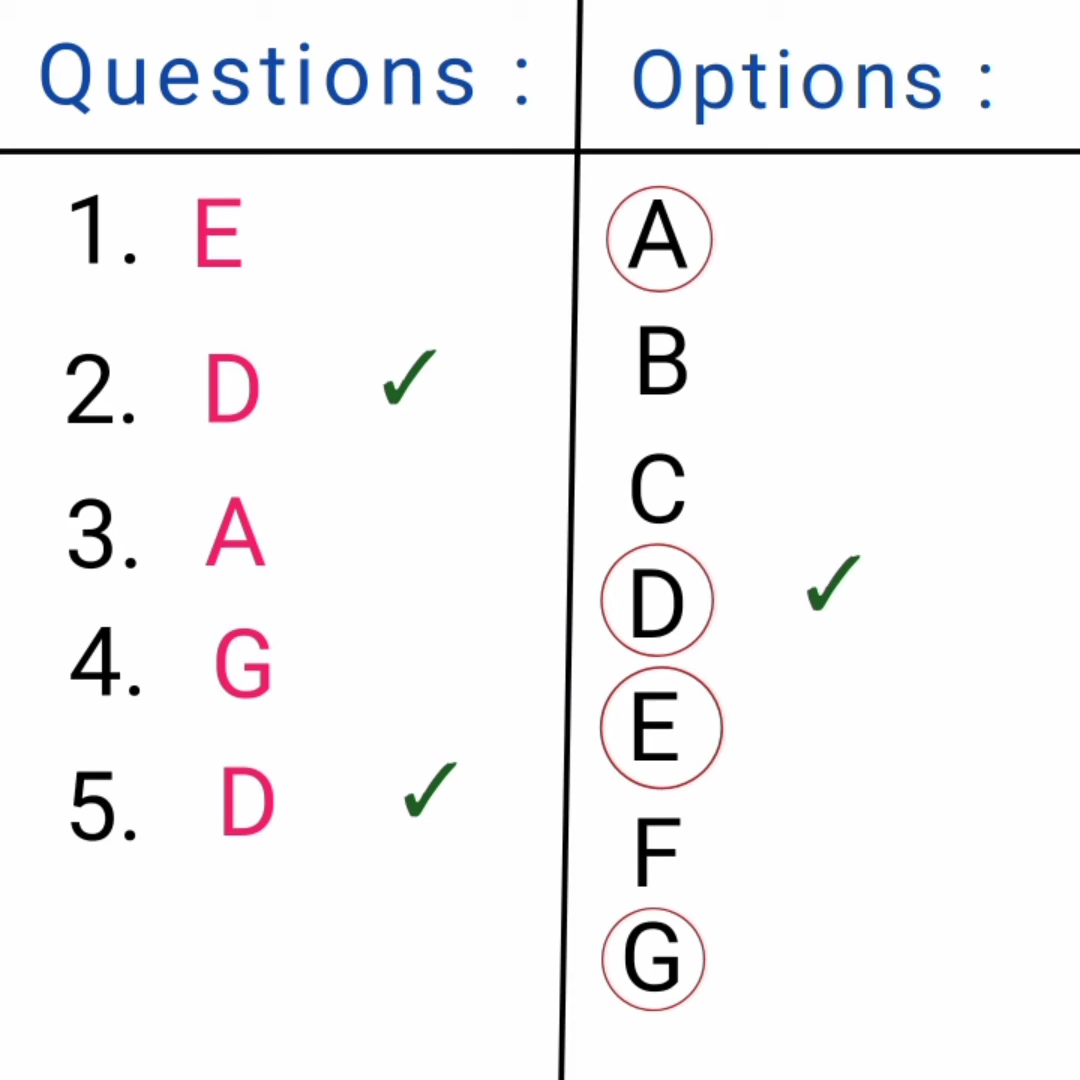 Questions :
1. E
2. D ✓
3. A
4. G
5. D ✓
Options :
A
B
C
D ✓
E
F
G